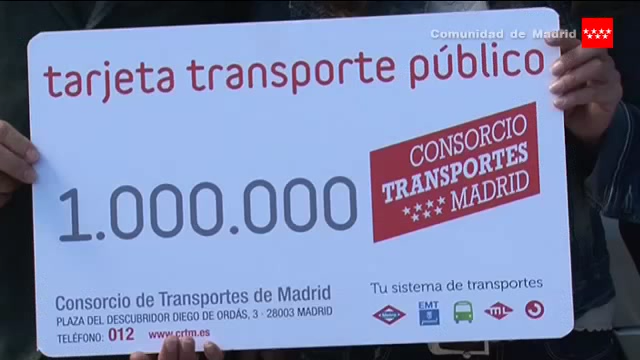 Comunidad de Madrid
tarjeta transporte público
1.000.000
CONSORCIO
TRANSPORTES
MADRID
Consorcio de Transportes de Madrid
PLAZA DEL DESCUBRIDOR DIEGO DE ORDÁS, 3 - 28003 MADRID
TELÉFONO: 012 www.crtm.es
Tu sistema de transportes
Metro EMT ML